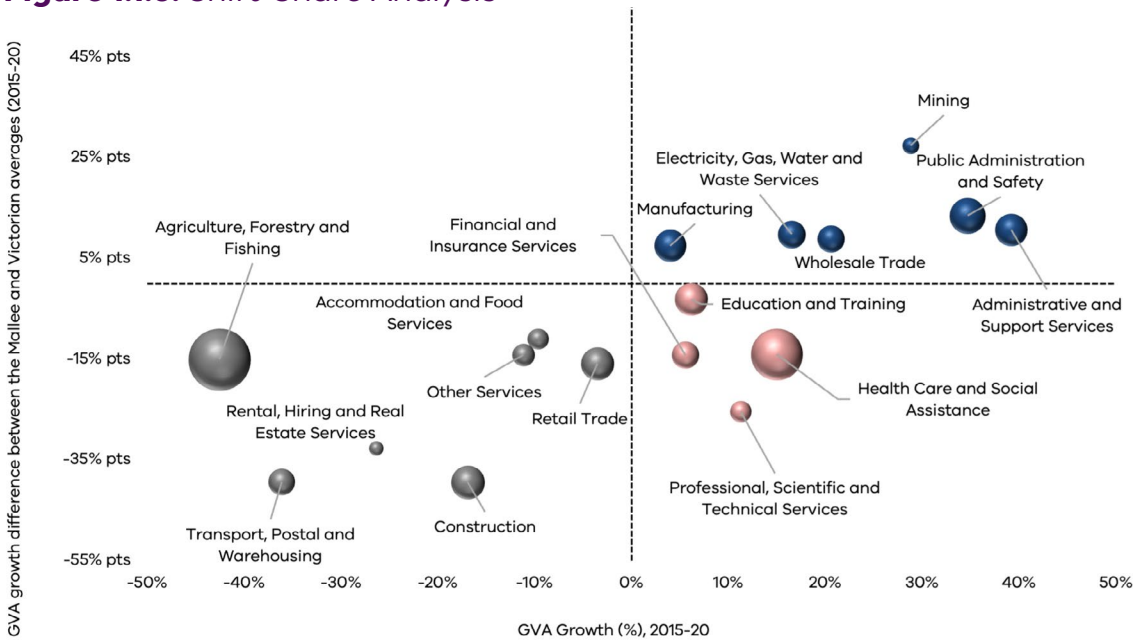 45% pts
25% pts
5% pts
-15% pts
-35% pts
-55% pts
GVA growth difference between the Mallee and Victorian averages (2015-20)
Mining
Electricity, Gas, Water and
Waste Services
Public Administration
and Safety
Manufacturing
Financial and
Insurance Services
Agriculture, Forestry and
Fishing
Wholesale Trade
Accommodation and Food
Services
Education and Training
Administrative and
Support Services
Other Services
Retail Trade
Health Care and Social
Assistance
Rental, Hiring and Real
Estate Services
Professional, Scientific and
Technical Services
Construction
Transport, Postal and
Warehousing
-50%
-40%
-30%
-20%
-10%
0%
10%
20%
30%
40%
50%
GVA Growth (%), 2015-20